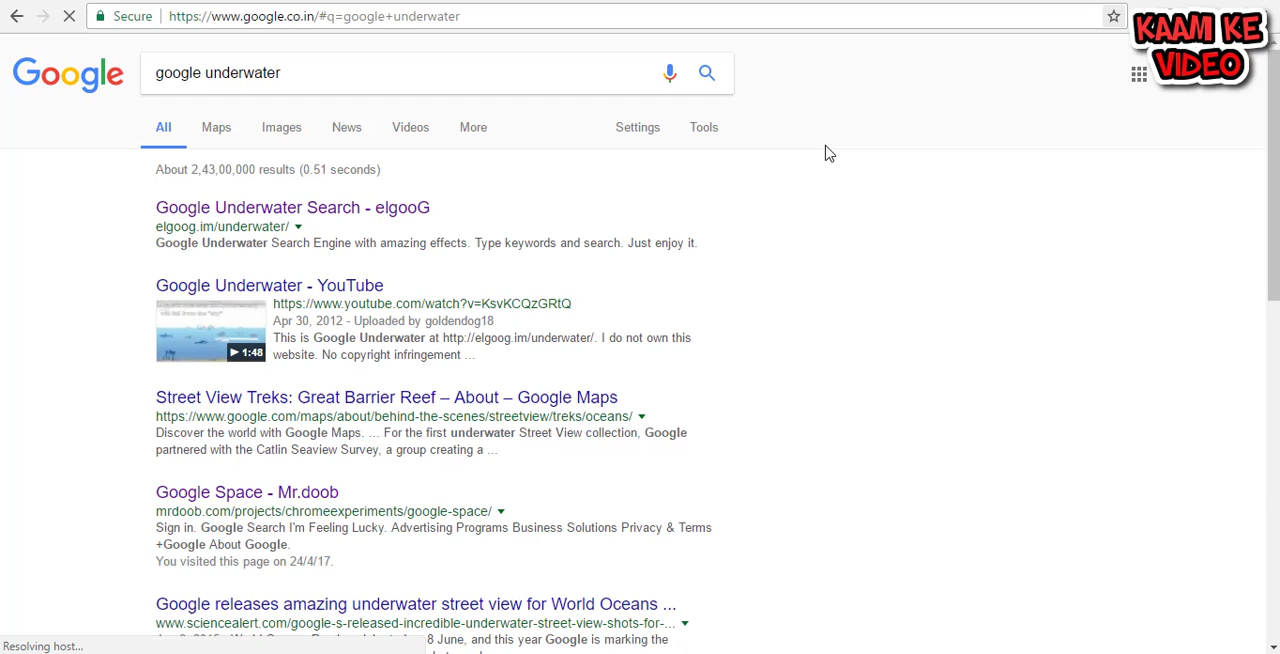 Secure | https://www.google.co.in/#q=google+underwater
KAAM KE
VIDEO
Google
google underwater
All Maps Images News Videos More Settings Tools
About 2,43,00,000 results (0.51 seconds)
Google Underwater Search - elgooG
elgoog.im/underwater/
Google Underwater Search Engine with amazing effects. Type keywords and search. Just enjoy it.
Google Underwater - YouTube
https://www.youtube.com/watch?v=KsvKCQzGRtQ
Apr 30, 2012 - Uploaded by goldendog18
This is Google Underwater at http://elgoog.im/underwater/. I do not own this
1:48
website. No copyright infringement ...
Street View Treks: Great Barrier Reef – About – Google Maps
https://www.google.com/maps/about/behind-the-scenes/streetview/treks/oceans/
Discover the world with Google Maps. ... For the first underwater Street View collection, Google
partnered with the Catlin Seaview Survey, a group creating a ...
Google Space - Mr.doob
mrdoob.com/projects/chromeexperiments/google-space/
Sign in. Google Search I'm Feeling Lucky. Advertising Programs Business Solutions Privacy & Terms
+Google About Google.
You visited this page on 24/4/17.
Google releases amazing underwater street view for World Oceans ...
www.sciencealert.com/google-s-released-incredible-underwater-street-view-shots-for-...
8 June, and this year Google is marking the
Resolving host...